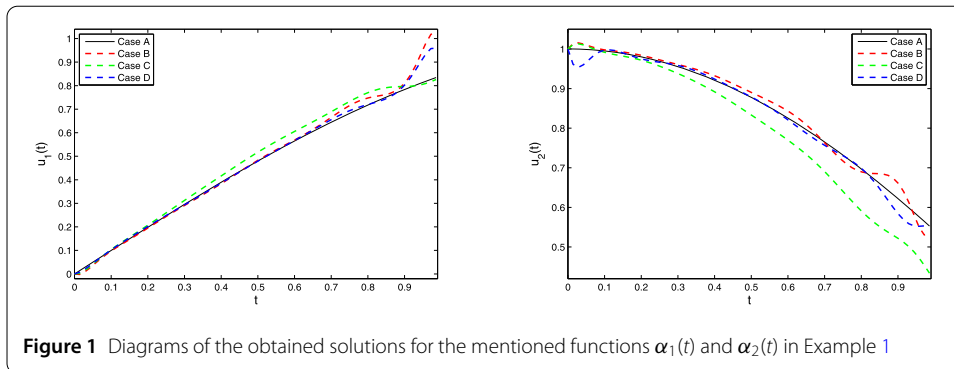 1
0.9
0.8
0.7
0.6
0.5
0.4
0.3
0.2
0.1
0
u₁(t)
Case A
Case B
Case C
Case D
0 0.1 0.2 0.3 0.4 0.5 0.6 0.7 0.8 0.9
t
1
0.9
0.8
0.7
0.6
0.5
u₂(t)
Case A
Case B
Case C
Case D
0 0.1 0.2 0.3 0.4 0.5 0.6 0.7 0.8 0.9
t
Figure 1 Diagrams of the obtained solutions for the mentioned functions α₁(t) and α₂(t) in Example 1